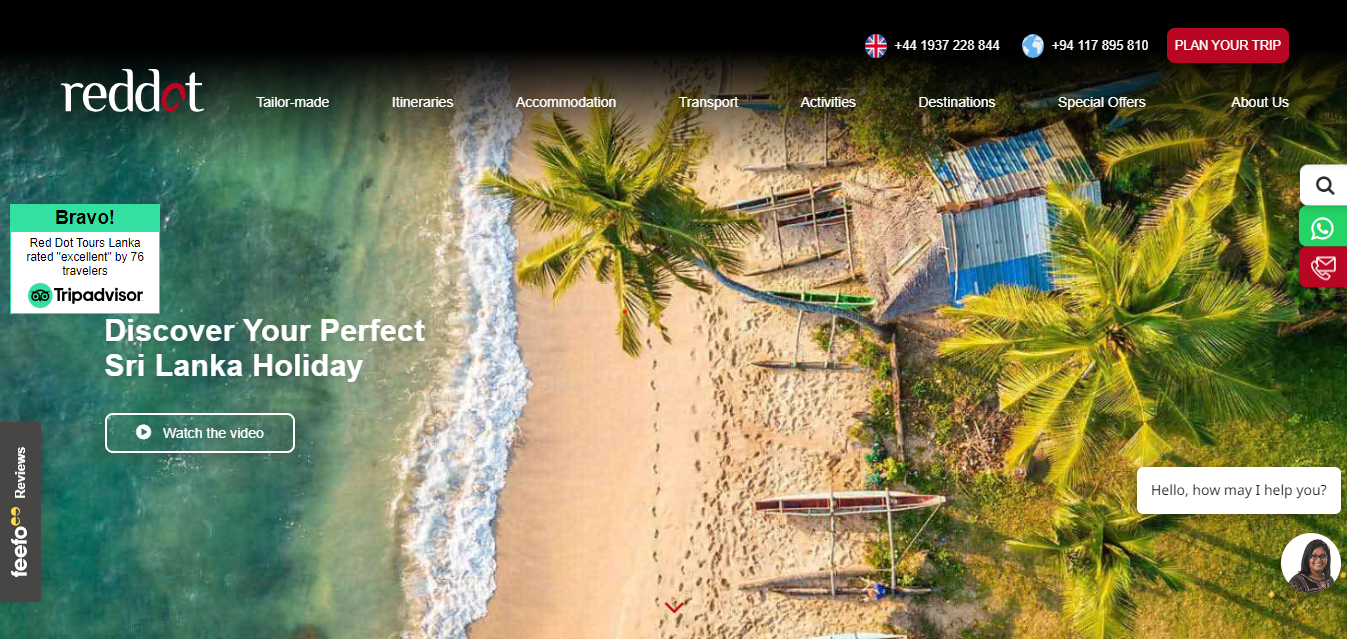 +44 1937 228 844
+94 117 895 810
PLAN YOUR TRIP
reddot
Tailor-made
Itineraries
Accommodation
Transport
Activities
Destinations
Special Offers
About Us
Bravo!
Red Dot Tours Lanka
rated "excellent" by 76
travelers
Tripadvisor
Discover Your Perfect
Sri Lanka Holiday
Watch the video
feefo Reviews
Hello, how may I help you?